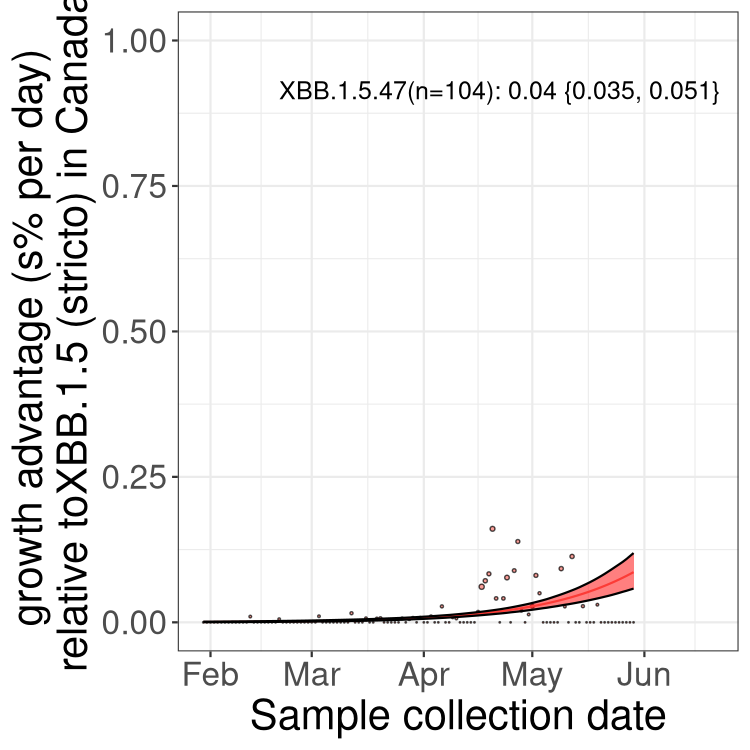 growth advantage (s% per day)
relative toXBB.1.5 (stricto) in Canada
1.00
0.75
0.50
0.25
0.00
XBB.1.5.47(n=104): 0.04 {0.035, 0.051}
Feb Mar Apr May Jun
Sample collection date